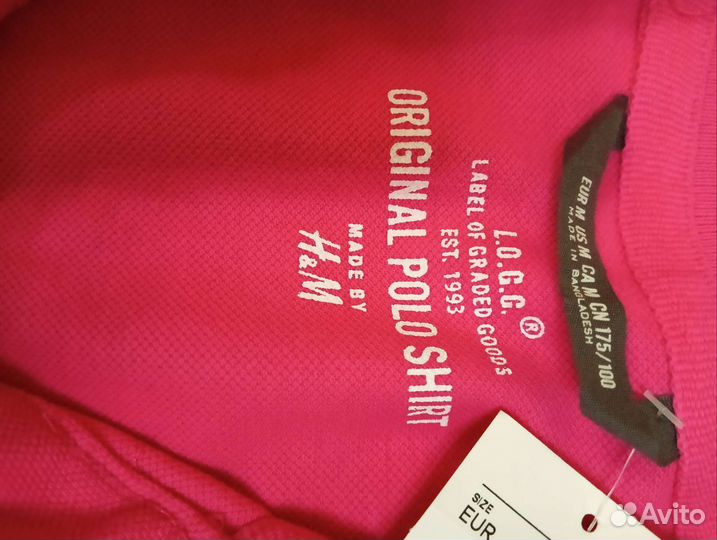 L.O.G.G.®
LABEL OF GRADED GOODS
EST. 1993
ORIGINAL POLO SHIRT
MADE BY
H&M
EUR M US M CA M CN 175/100
MADE IN BANGLADESH
SIZE
EUR
Avito